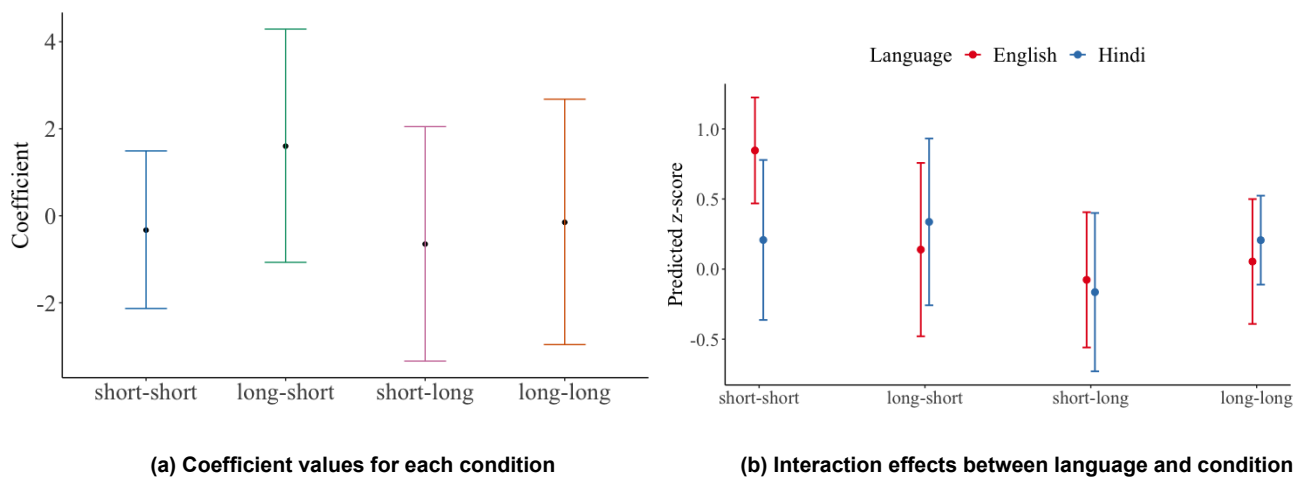 Coefficient
4
2
0
-2
short-short long-short short-long long-long
(a) Coefficient values for each condition
Language English Hindi
Predicted z-score
1.0
0.5
0.0
-0.5
short-short long-short short-long long-long
(b) Interaction effects between language and condition